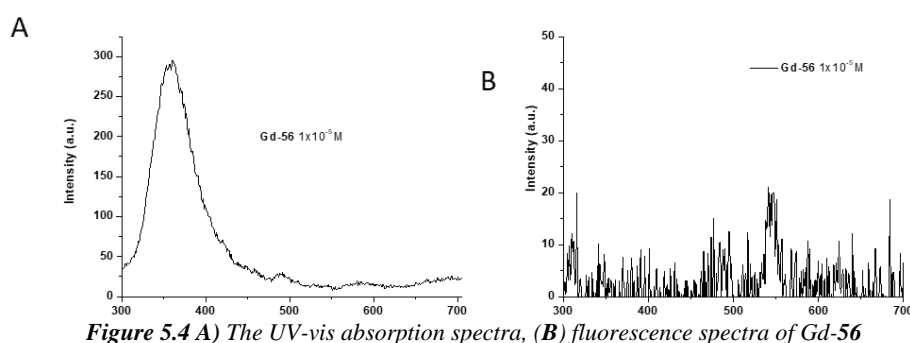 A
300
250
200
150
100
50
0
Intensity (a.u.)
Gd-56 1x10⁻⁵ M
300 400 500 600 700
B
50
40
30
20
10
0
Intensity (a.u.)
Gd-56 1x10⁻⁵ M
300 400 500 600 700
Figure 5.4 A) The UV-vis absorption spectra, (B) fluorescence spectra of Gd-56